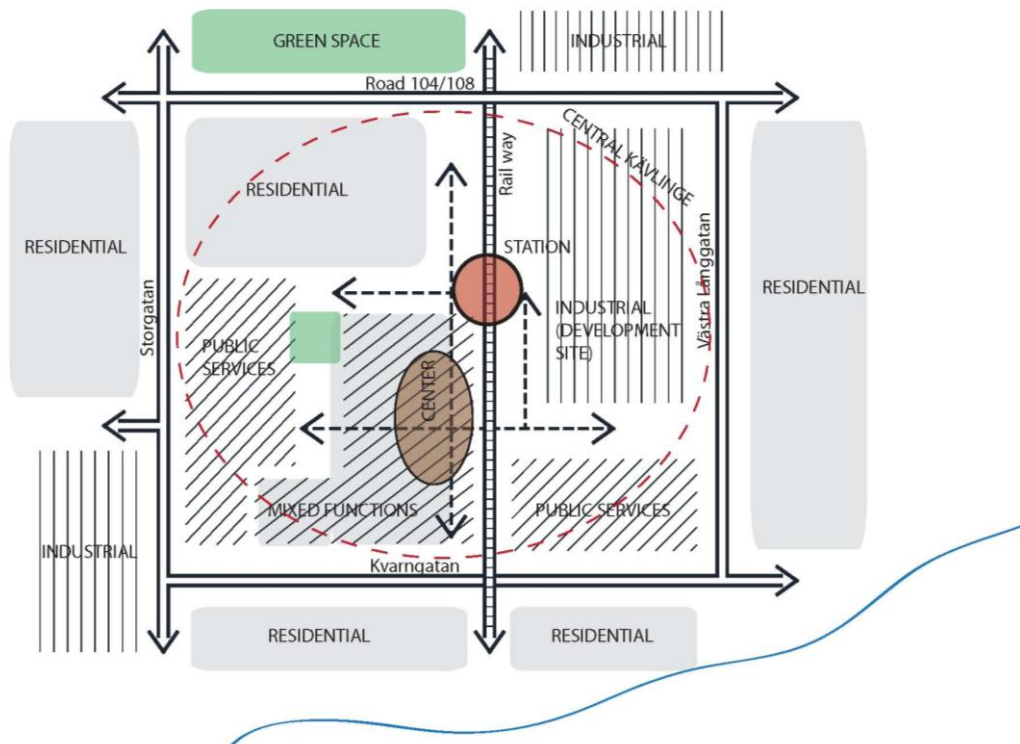 GREEN SPACE
INDUSTRIAL
Road 104/108
CENTRAL KÄVLINGE
Rail way
RESIDENTIAL
RESIDENTIAL
STATION
RESIDENTIAL
Storgatan
Västra Långgatan
INDUSTRIAL
(DEVELOPMENT
SITE)
PUBLIC
SERVICES
CENTER
MIXED FUNCTIONS
PUBLIC SERVICES
INDUSTRIAL
Kvarngatan
RESIDENTIAL
RESIDENTIAL